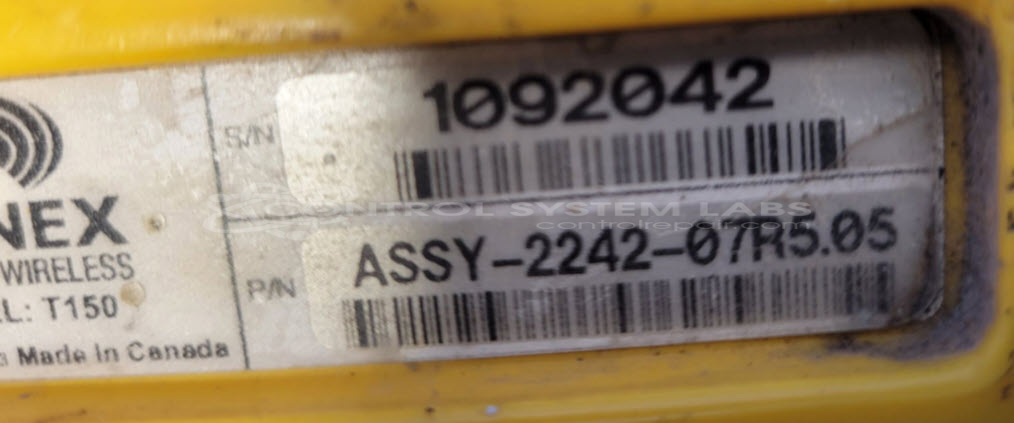 NEX
WIRELESS
L: T150
Made In Canada
S/N
1092042
P/N
ASSY-2242-07R5.05
CONTROL SYSTEM LABS
controlrepair.com